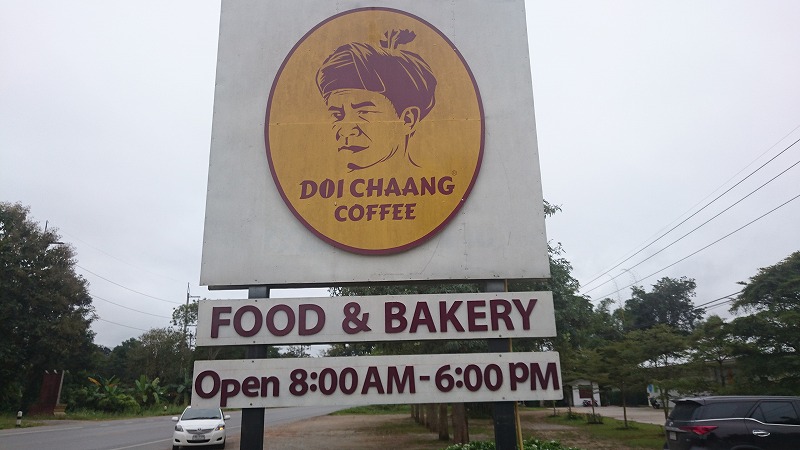 DOI CHAANG®
COFFEE
FOOD & BAKERY
Open 8:00 AM - 6:00 PM